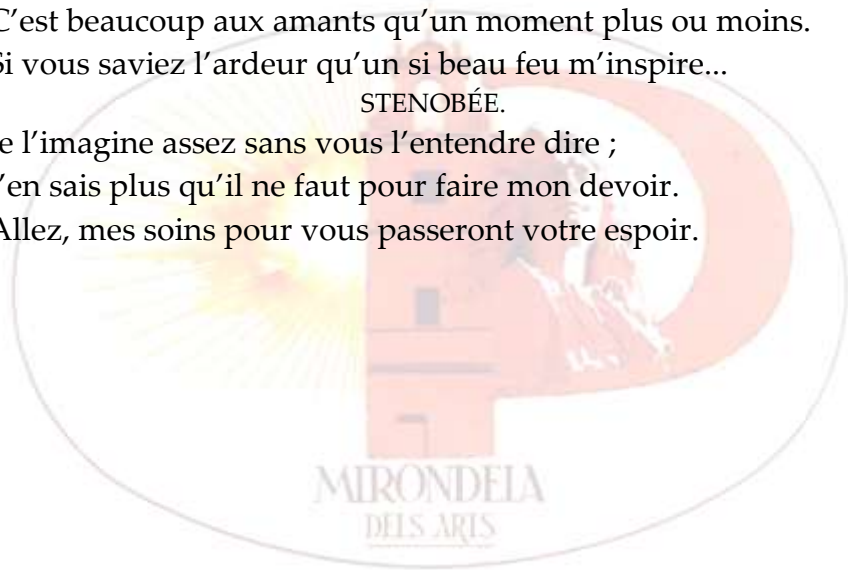 C’est beaucoup aux amants qu’un moment plus ou moins.
Si vous saviez l’ardeur qu’un si beau feu m’inspire...
STENOBÉE.
e l’imagine assez sans vous l’entendre dire ;
’en sais plus qu’il ne faut pour faire mon devoir.
Allez, mes soins pour vous passeront votre espoir.
MIRONDELA
DELS ARTS